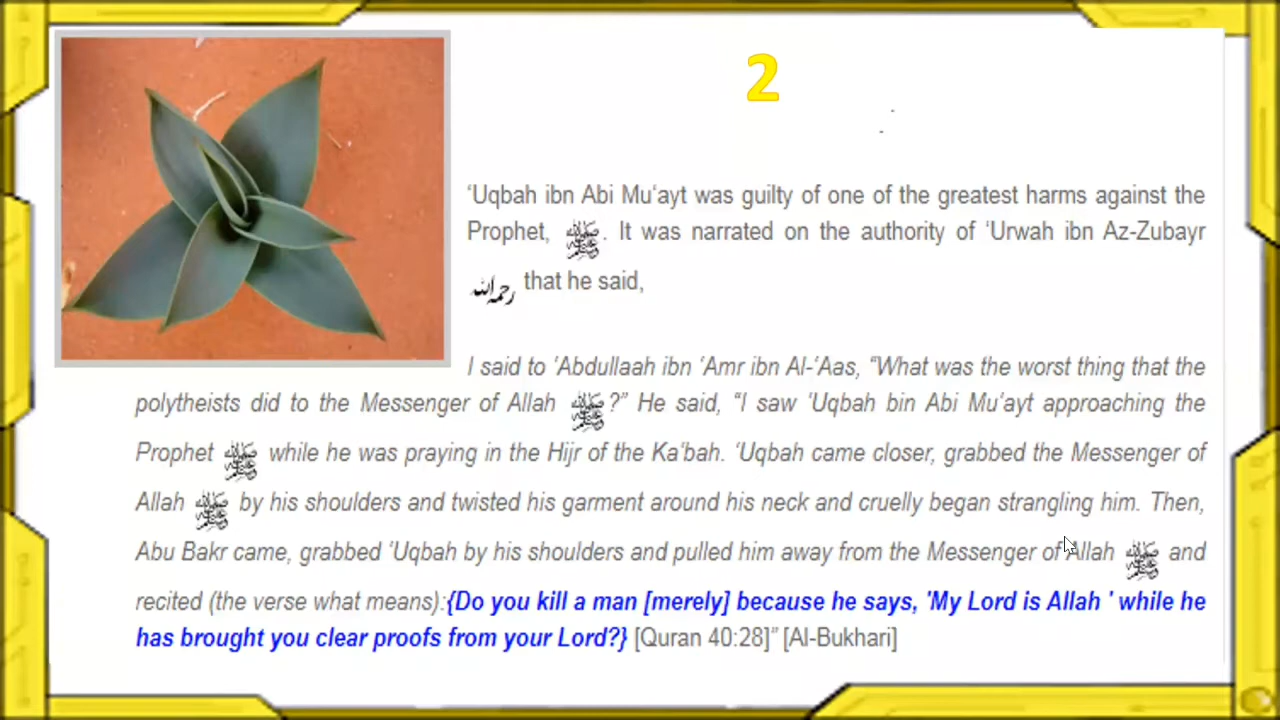 2
‘Uqbah ibn Abi Mu‘ayt was guilty of one of the greatest harms against the
Prophet, ﷺ. It was narrated on the authority of ‘Urwah ibn Az-Zubayr
رحمه الله that he said,
I said to ‘Abdullaah ibn ‘Amr ibn Al-‘Aas, “What was the worst thing that the
polytheists did to the Messenger of Allah ﷺ?” He said, “I saw ‘Uqbah bin Abi Mu‘ayt approaching the
Prophet ﷺ while he was praying in the Hijr of the Ka’bah. ‘Uqbah came closer, grabbed the Messenger of
Allah ﷺ by his shoulders and twisted his garment around his neck and cruelly began strangling him. Then,
Abu Bakr came, grabbed ‘Uqbah by his shoulders and pulled him away from the Messenger of Allah ﷺ and
recited (the verse what means):{Do you kill a man [merely] because he says, 'My Lord is Allah ' while he
has brought you clear proofs from your Lord?} [Quran 40:28]” [Al-Bukhari]